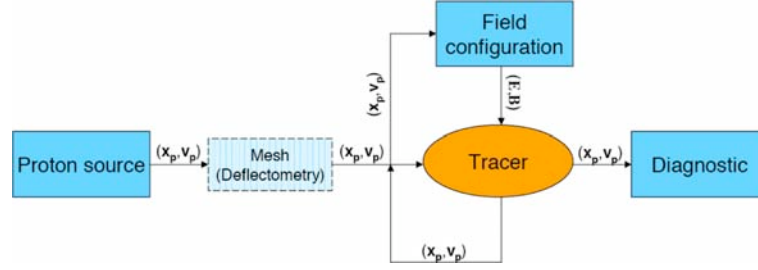 Field
configuration
(xp,vp)
(E,B)
Proton source
(xp,vp)
Mesh
(Deflectometry)
(xp,vp)
Tracer
(xp,vp)
Diagnostic
(xp,vp)